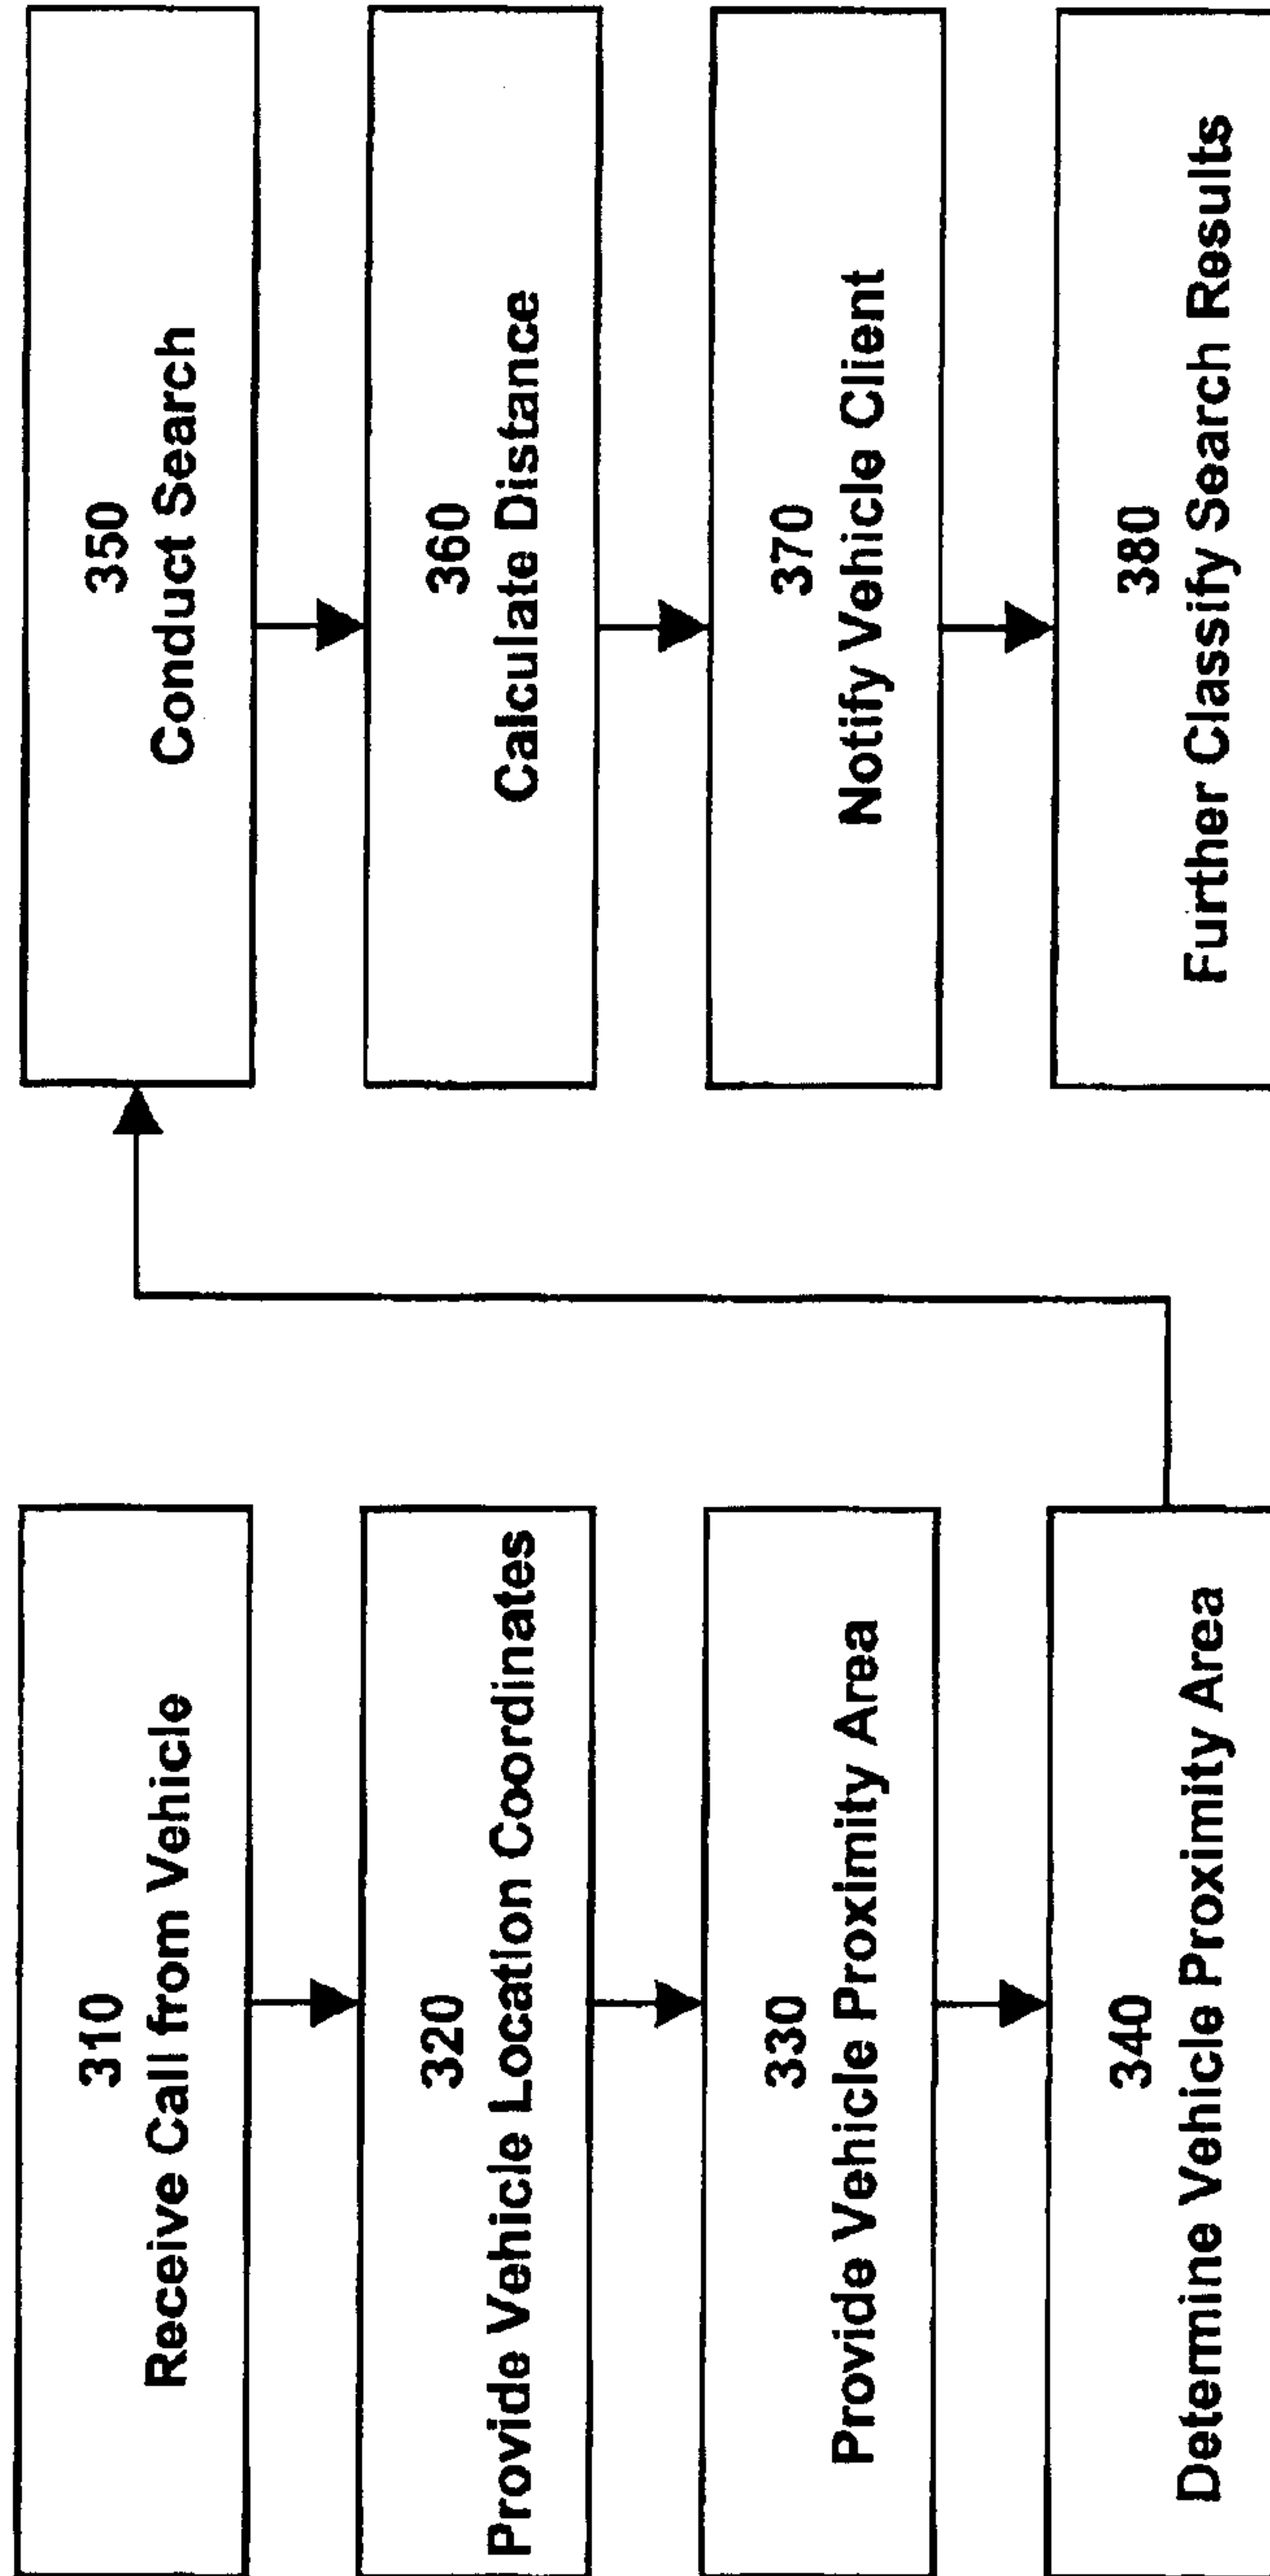 310
Receive Call from Vehicle
320
Provide Vehicle Location Coordinates
330
Provide Vehicle Proximity Area
340
Determine Vehicle Proximity Area
350
Conduct Search
360
Calculate Distance
370
Notify Vehicle Client
380
Further Classify Search Results